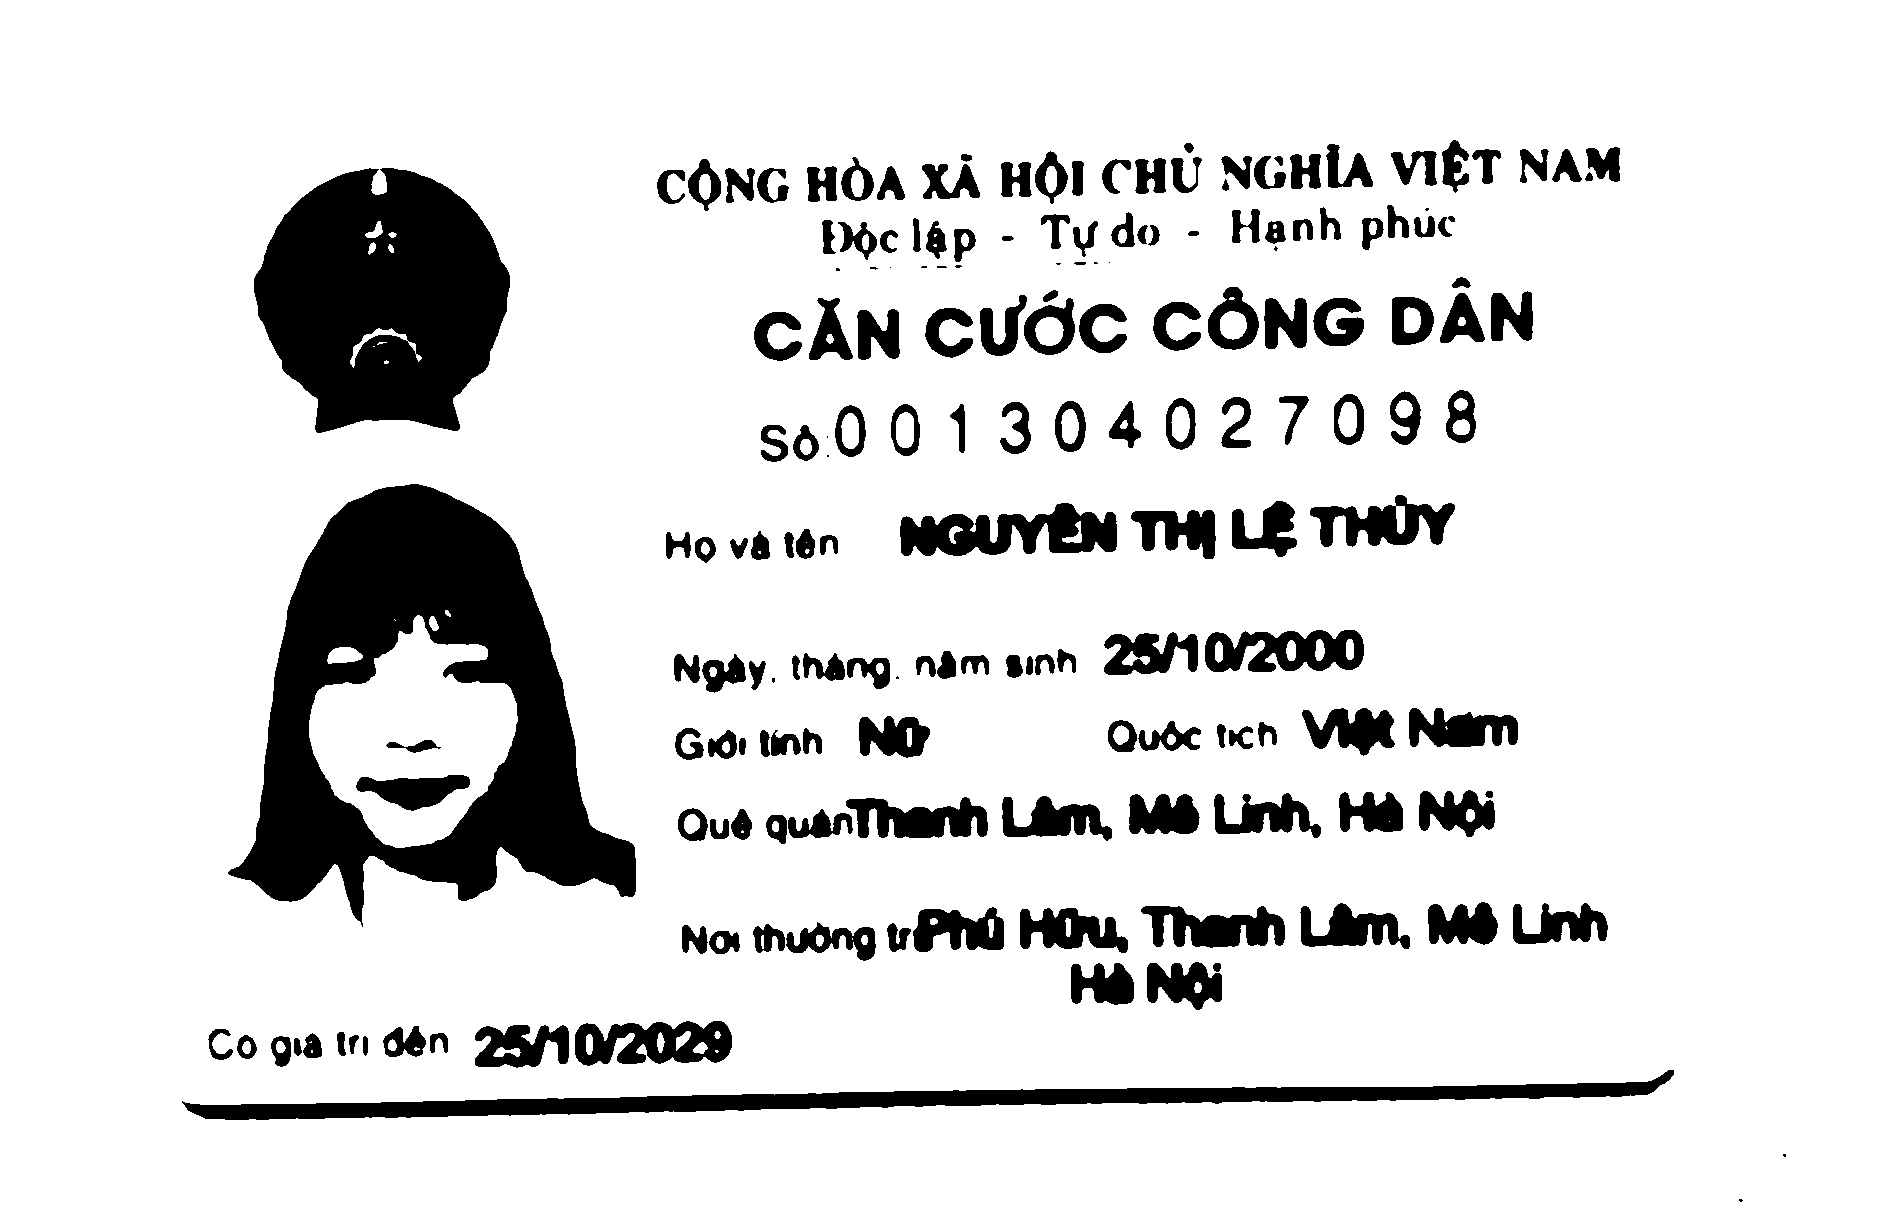 CỘNG HÒA XÃ HỘI CHỦ NGHĨA VIỆT NAM
Độc lập - Tự do - Hạnh phúc
CĂN CƯỚC CÔNG DÂN
Số: 001304027098
Họ và tên NGUYỄN THỊ LỆ THỦY
Ngày, tháng, năm sinh 25/10/2000
Giới tính Nữ Quốc tịch Việt Nam
Quê quán Thanh Lâm, Mê Linh, Hà Nội
Nơi thường trú Phú Hữu, Thanh Lâm, Mê Linh
Hà Nội
Có giá trị đến 25/10/2029